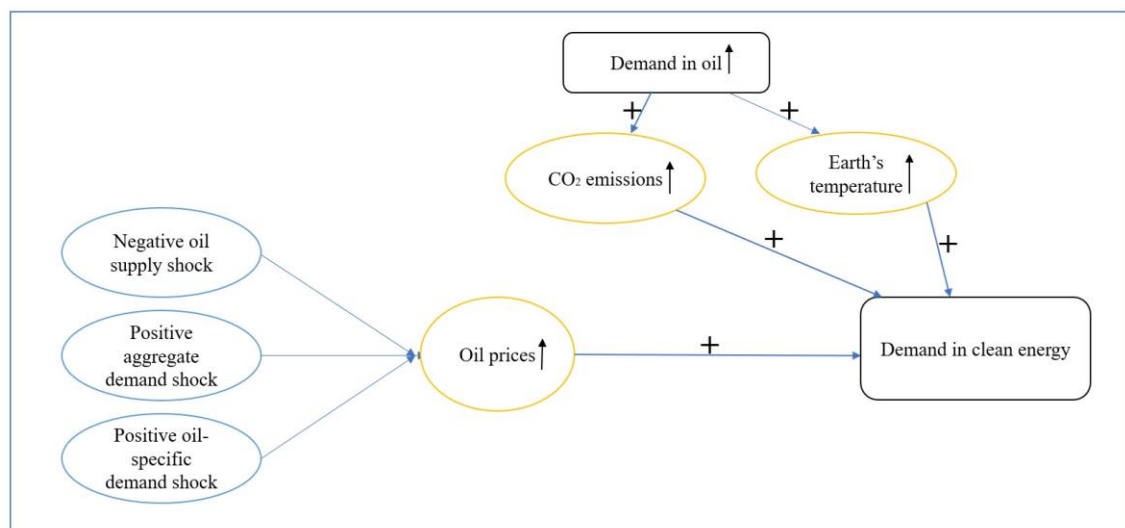 Demand in oil
+
+
CO₂ emissions
Earth's
temperature
+
+
Negative oil
supply shock
Positive
aggregate
demand shock
Positive oil-
specific
demand shock
Oil prices
+
Demand in clean energy